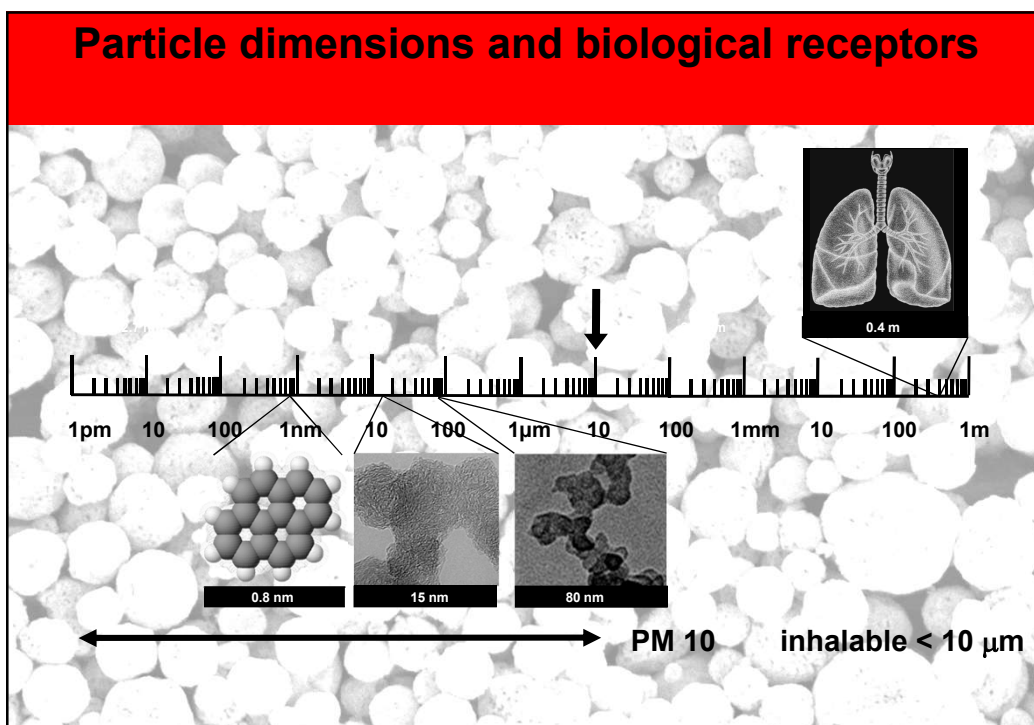 Particle dimensions and biological receptors
0.4 m
1pm 10 100 1nm 10 100 1µm 10 100 1mm 10 100 1m
0.8 nm 15 nm 80 nm
PM 10 inhalable < 10 µm